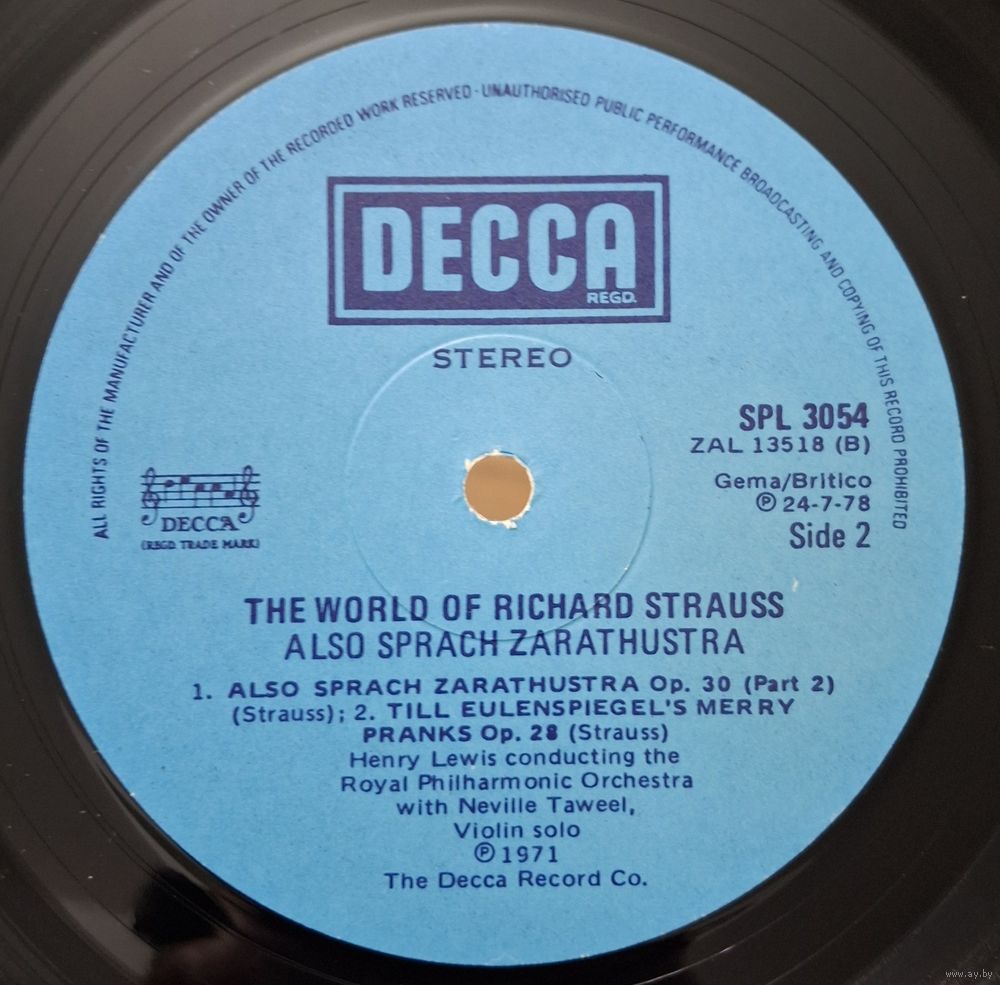 ALL RIGHTS OF THE MANUFACTURER AND OF THE OWNER OF THE RECORDED WORK RESERVED · UNAUTHORISED PUBLIC PERFORMANCE BROADCASTING AND COPYING OF THIS RECORD PROHIBITED
DECCA
REGD.
STEREO
SPL 3054
ZAL 13518 (B)
Gema/Britico
Ⓟ 24-7-78
Side 2
DECCA
(REGD. TRADE MARK)
THE WORLD OF RICHARD STRAUSS
ALSO SPRACH ZARATHUSTRA
1. ALSO SPRACH ZARATHUSTRA Op. 30 (Part 2)
(Strauss); 2. TILL EULENSPIEGEL'S MERRY
PRANKS Op. 28 (Strauss)
Henry Lewis conducting the
Royal Philharmonic Orchestra
with Neville Taweel,
Violin solo
Ⓟ 1971
The Decca Record Co.
www.ay.by